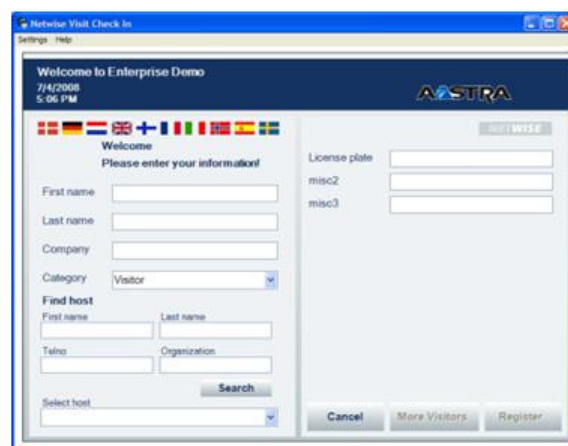 Netwise Visit Check In
Settings Help
Welcome to Enterprise Demo
7/4/2008
5:06 PM
AASTRA
NETWISE
Welcome
Please enter your information!
First name
Last name
Company
Category Visitor
Find host
First name Last name
Telno Organization
Search
Select host
License plate
misc2
misc3
Cancel More Visitors Register